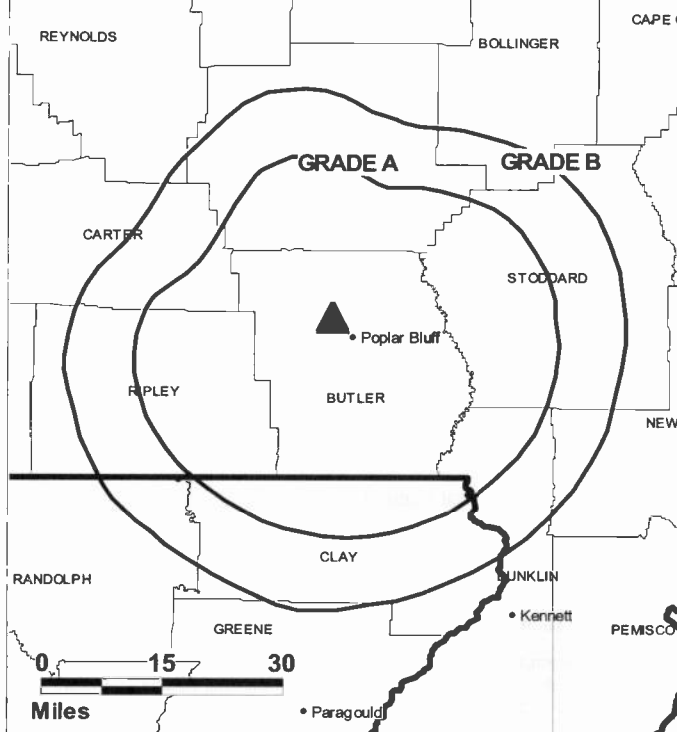 CAPE
REYNOLDS
BOLLINGER
GRADE A
GRADE B
CARTER
STODDARD
Poplar Bluff
RIPLEY
BUTLER
NEW
CLAY
RANDOLPH
DUNKLIN
Kennett
GREENE
PEMISCO
0 15 30
Miles
Paragould